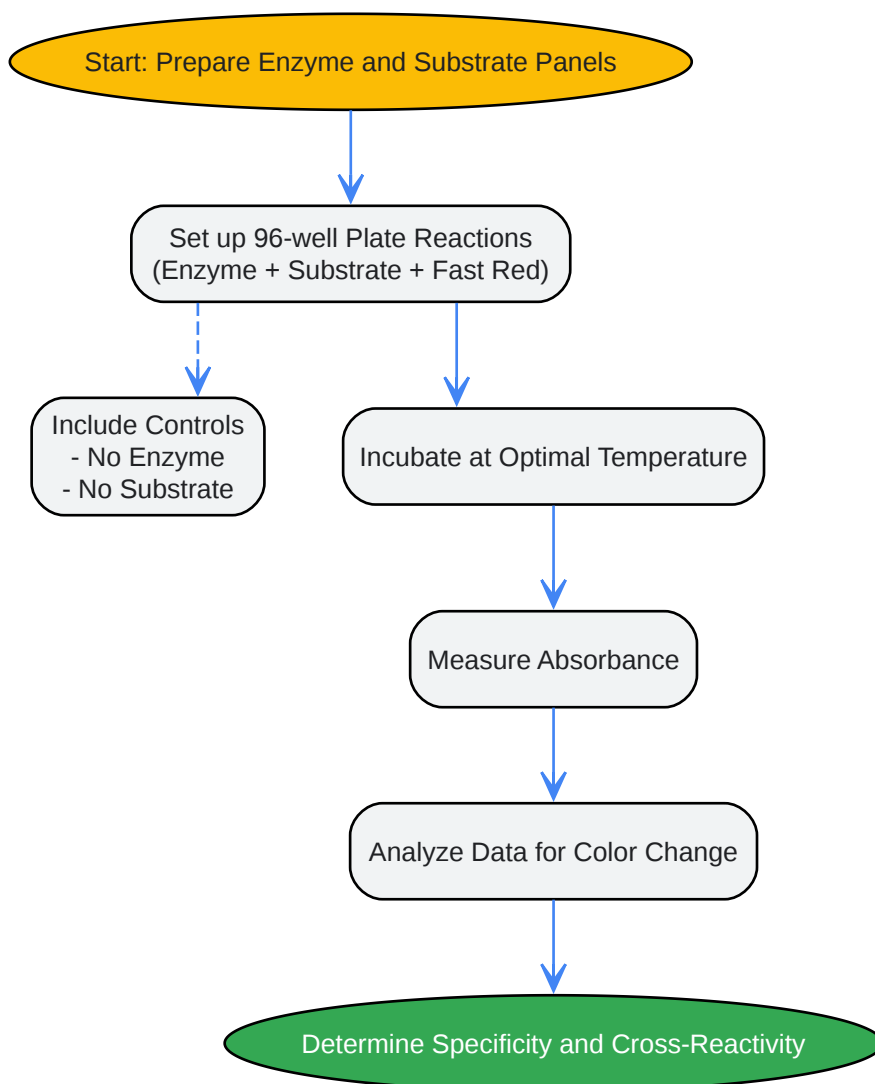 Start: Prepare Enzyme and Substrate Panels
Set up 96-well Plate Reactions
(Enzyme + Substrate + Fast Red)
Include Controls
- No Enzyme
- No Substrate
Incubate at Optimal Temperature
Measure Absorbance
Analyze Data for Color Change
Determine Specificity and Cross-Reactivity